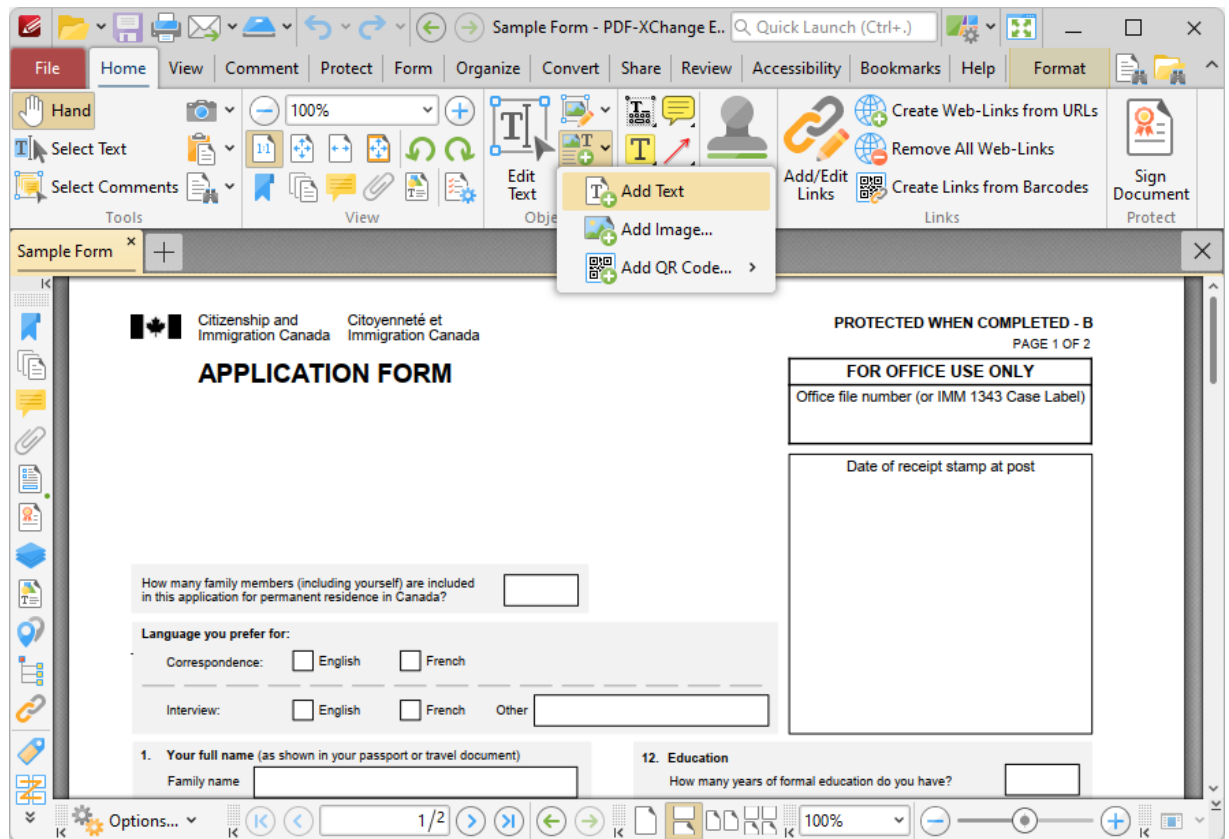 Sample Form - PDF-XChange E.. Quick Launch (Ctrl+.)
File Home View Comment Protect Form Organize Convert Share Review Accessibility Bookmarks Help Format
Hand
100%
Create Web-Links from URLs
Select Text
1:1
Remove All Web-Links
Select Comments
Edit Text
Add/Edit Links
Create Links from Barcodes
Sign Document
Tools View Obje Links Protect
Add Text
Add Image...
Add QR Code...
Sample Form
Citizenship and Immigration Canada
Citoyenneté et Immigration Canada
PROTECTED WHEN COMPLETED - B
PAGE 1 OF 2
APPLICATION FORM
FOR OFFICE USE ONLY
Office file number (or IMM 1343 Case Label)
Date of receipt stamp at post
How many family members (including yourself) are included
in this application for permanent residence in Canada?
Language you prefer for:
Correspondence: English French
Interview: English French Other
1. Your full name (as shown in your passport or travel document)
Family name
12. Education
How many years of formal education do you have?
Options... 1/2 100%